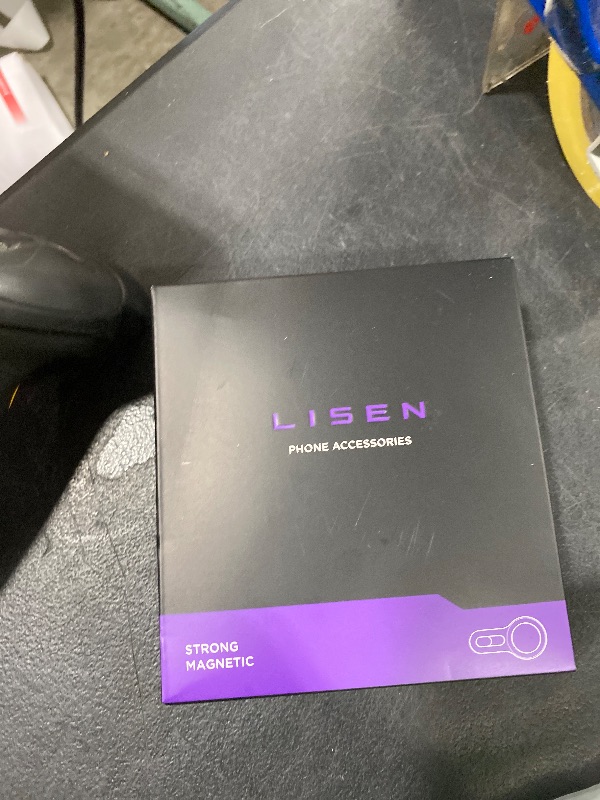 LISEN
PHONE ACCESSORIES
STRONG
MAGNETIC